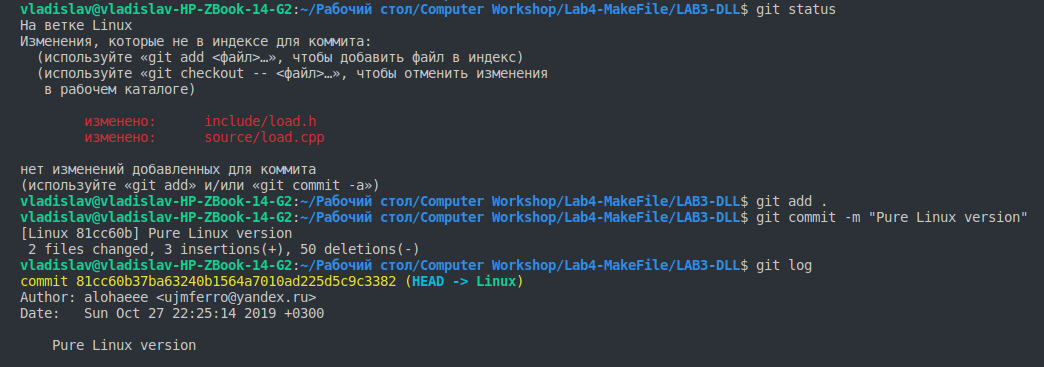 vladislav@vladislav-HP-ZBook-14-G2:~/Рабочий стол/Computer Workshop/Lab4-MakeFile/LAB3-DLL$ git status
На ветке Linux
Изменения, которые не в индексе для коммита:
  (используйте «git add <файл>…», чтобы добавить файл в индекс)
  (используйте «git checkout -- <файл>…», чтобы отменить изменения
   в рабочем каталоге)
        изменено:      include/load.h
        изменено:      source/load.cpp
нет изменений добавленных для коммита
(используйте «git add» и/или «git commit -a»)
vladislav@vladislav-HP-ZBook-14-G2:~/Рабочий стол/Computer Workshop/Lab4-MakeFile/LAB3-DLL$ git add .
vladislav@vladislav-HP-ZBook-14-G2:~/Рабочий стол/Computer Workshop/Lab4-MakeFile/LAB3-DLL$ git commit -m "Pure Linux version"
[Linux 81cc60b] Pure Linux version
 2 files changed, 3 insertions(+), 50 deletions(-)
vladislav@vladislav-HP-ZBook-14-G2:~/Рабочий стол/Computer Workshop/Lab4-MakeFile/LAB3-DLL$ git log
commit 81cc60b37ba63240b1564a7010ad225d5c9c3382 (HEAD -> Linux)
Author: alohaeee <ujmferro@yandex.ru>
Date:   Sun Oct 27 22:25:14 2019 +0300
    Pure Linux version